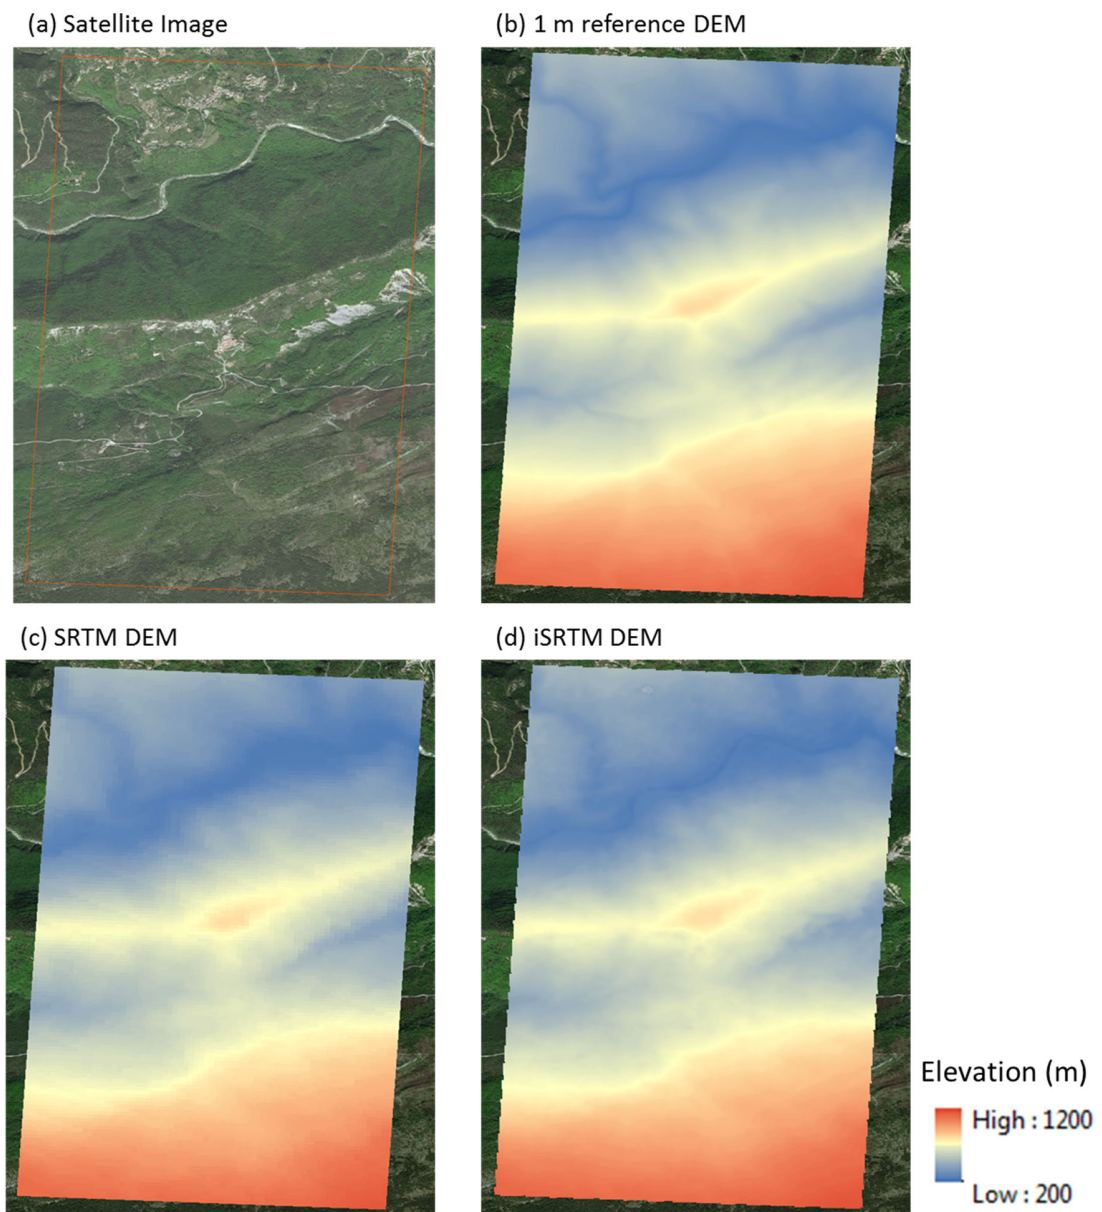 (a) Satellite Image
(b) 1 m reference DEM
(c) SRTM DEM
(d) iSRTM DEM
Elevation (m)
High : 1200
Low : 200